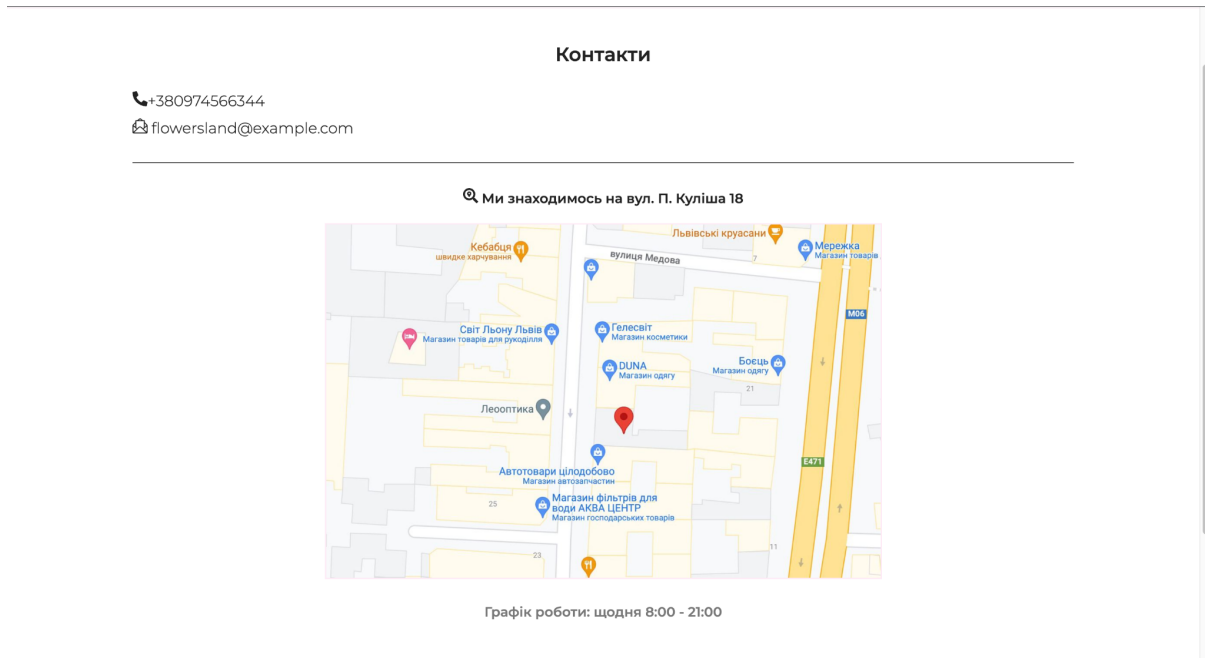 Контакти
+380974566344
flowersland@example.com
Ми знаходимось на вул. П. Куліша 18
Львівські круасани
Кебабця
швидке харчування
вулиця Медова
7
Мережка
Магазин товарів
M06
Світ Льону Львів
Магазин товарів для рукоділля
Гелесвіт
Магазин косметики
DUNA
Магазин одягу
Боєць
Магазин одягу
21
Леооптика
E471
Автотовари цілодобово
Магазин автозапчастин
25
Магазин фільтрів для
води АКВА ЦЕНТР
Магазин господарських товарів
23
11
Графік роботи: щодня 8:00 - 21:00